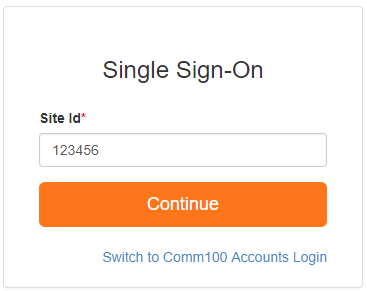 Single Sign-On
Site Id*
123456
Continue
Switch to Comm100 Accounts Login